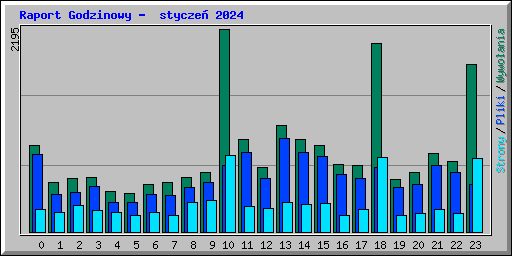 Raport Godzinowy - styczeń 2024
2195
Strony / Pliki / Wywołania
0 1 2 3 4 5 6 7 8 9 10 11 12 13 14 15 16 17 18 19 20 21 22 23